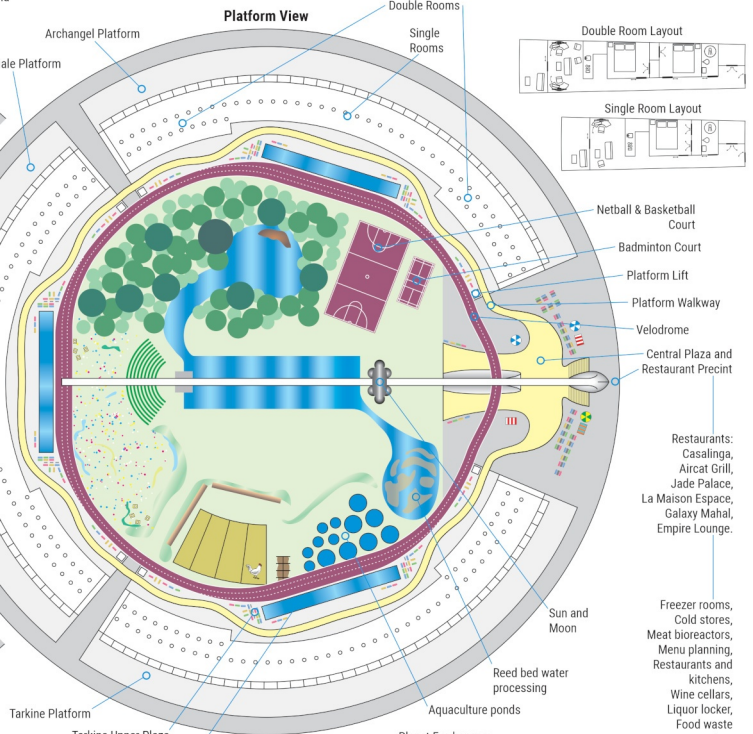 Platform View
Double Rooms
Archangel Platform
Single
Rooms
ale Platform
Double Room Layout
Single Room Layout
Netball & Basketball
Court
Badminton Court
Platform Lift
Platform Walkway
Velodrome
Central Plaza and
Restaurant Precint
Restaurants:
Casalinga,
Aircat Grill,
Jade Palace,
La Maison Espace,
Galaxy Mahal,
Empire Lounge.
Freezer rooms,
Cold stores,
Meat bioreactors,
Menu planning,
Restaurants and
kitchens,
Wine cellars,
Liquor locker,
Food waste
Sun and
Moon
Reed bed water
processing
Aquaculture ponds
Tarkine Platform